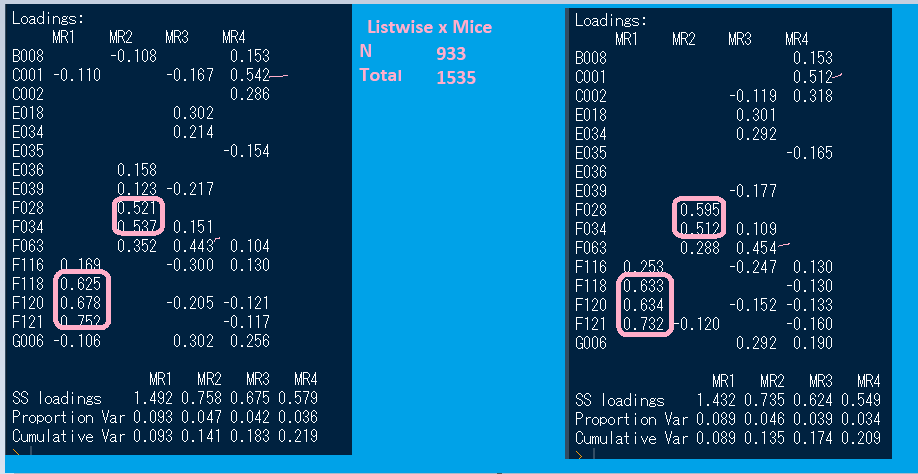 Loadings:
MR1 MR2 MR3 MR4
B008 -0.108 0.153
C001 -0.110 -0.167 0.542
C002 0.286
E018 0.302
E034 0.214
E035 -0.154
E036 0.158
E039 0.123 -0.217
F028 0.521
F034 0.537 0.151
F063 0.352 0.443 0.104
F116 0.169 -0.300 0.130
F118 0.625
F120 0.678 -0.205 -0.121
F121 0.752 -0.117
G006 -0.106 0.302 0.256
MR1 MR2 MR3 MR4
SS loadings 1.492 0.758 0.675 0.579
Proportion Var 0.093 0.047 0.042 0.036
Cumulative Var 0.093 0.141 0.183 0.219
>
Listwise x Mice
N 933
Total 1535
Loadings:
MR1 MR2 MR3 MR4
B008 0.153
C001 0.512
C002 -0.119 0.318
E018 0.301
E034 0.292
E035 -0.165
E036
E039 -0.177
F028 0.595
F034 0.512 0.109
F063 0.288 0.454
F116 0.253 -0.247 0.130
F118 0.633 -0.130
F120 0.634 -0.152 -0.133
F121 0.732 -0.120 -0.160
G006 0.292 0.190
MR1 MR2 MR3 MR4
SS loadings 1.432 0.735 0.624 0.549
Proportion Var 0.089 0.046 0.039 0.034
Cumulative Var 0.089 0.135 0.174 0.209
>